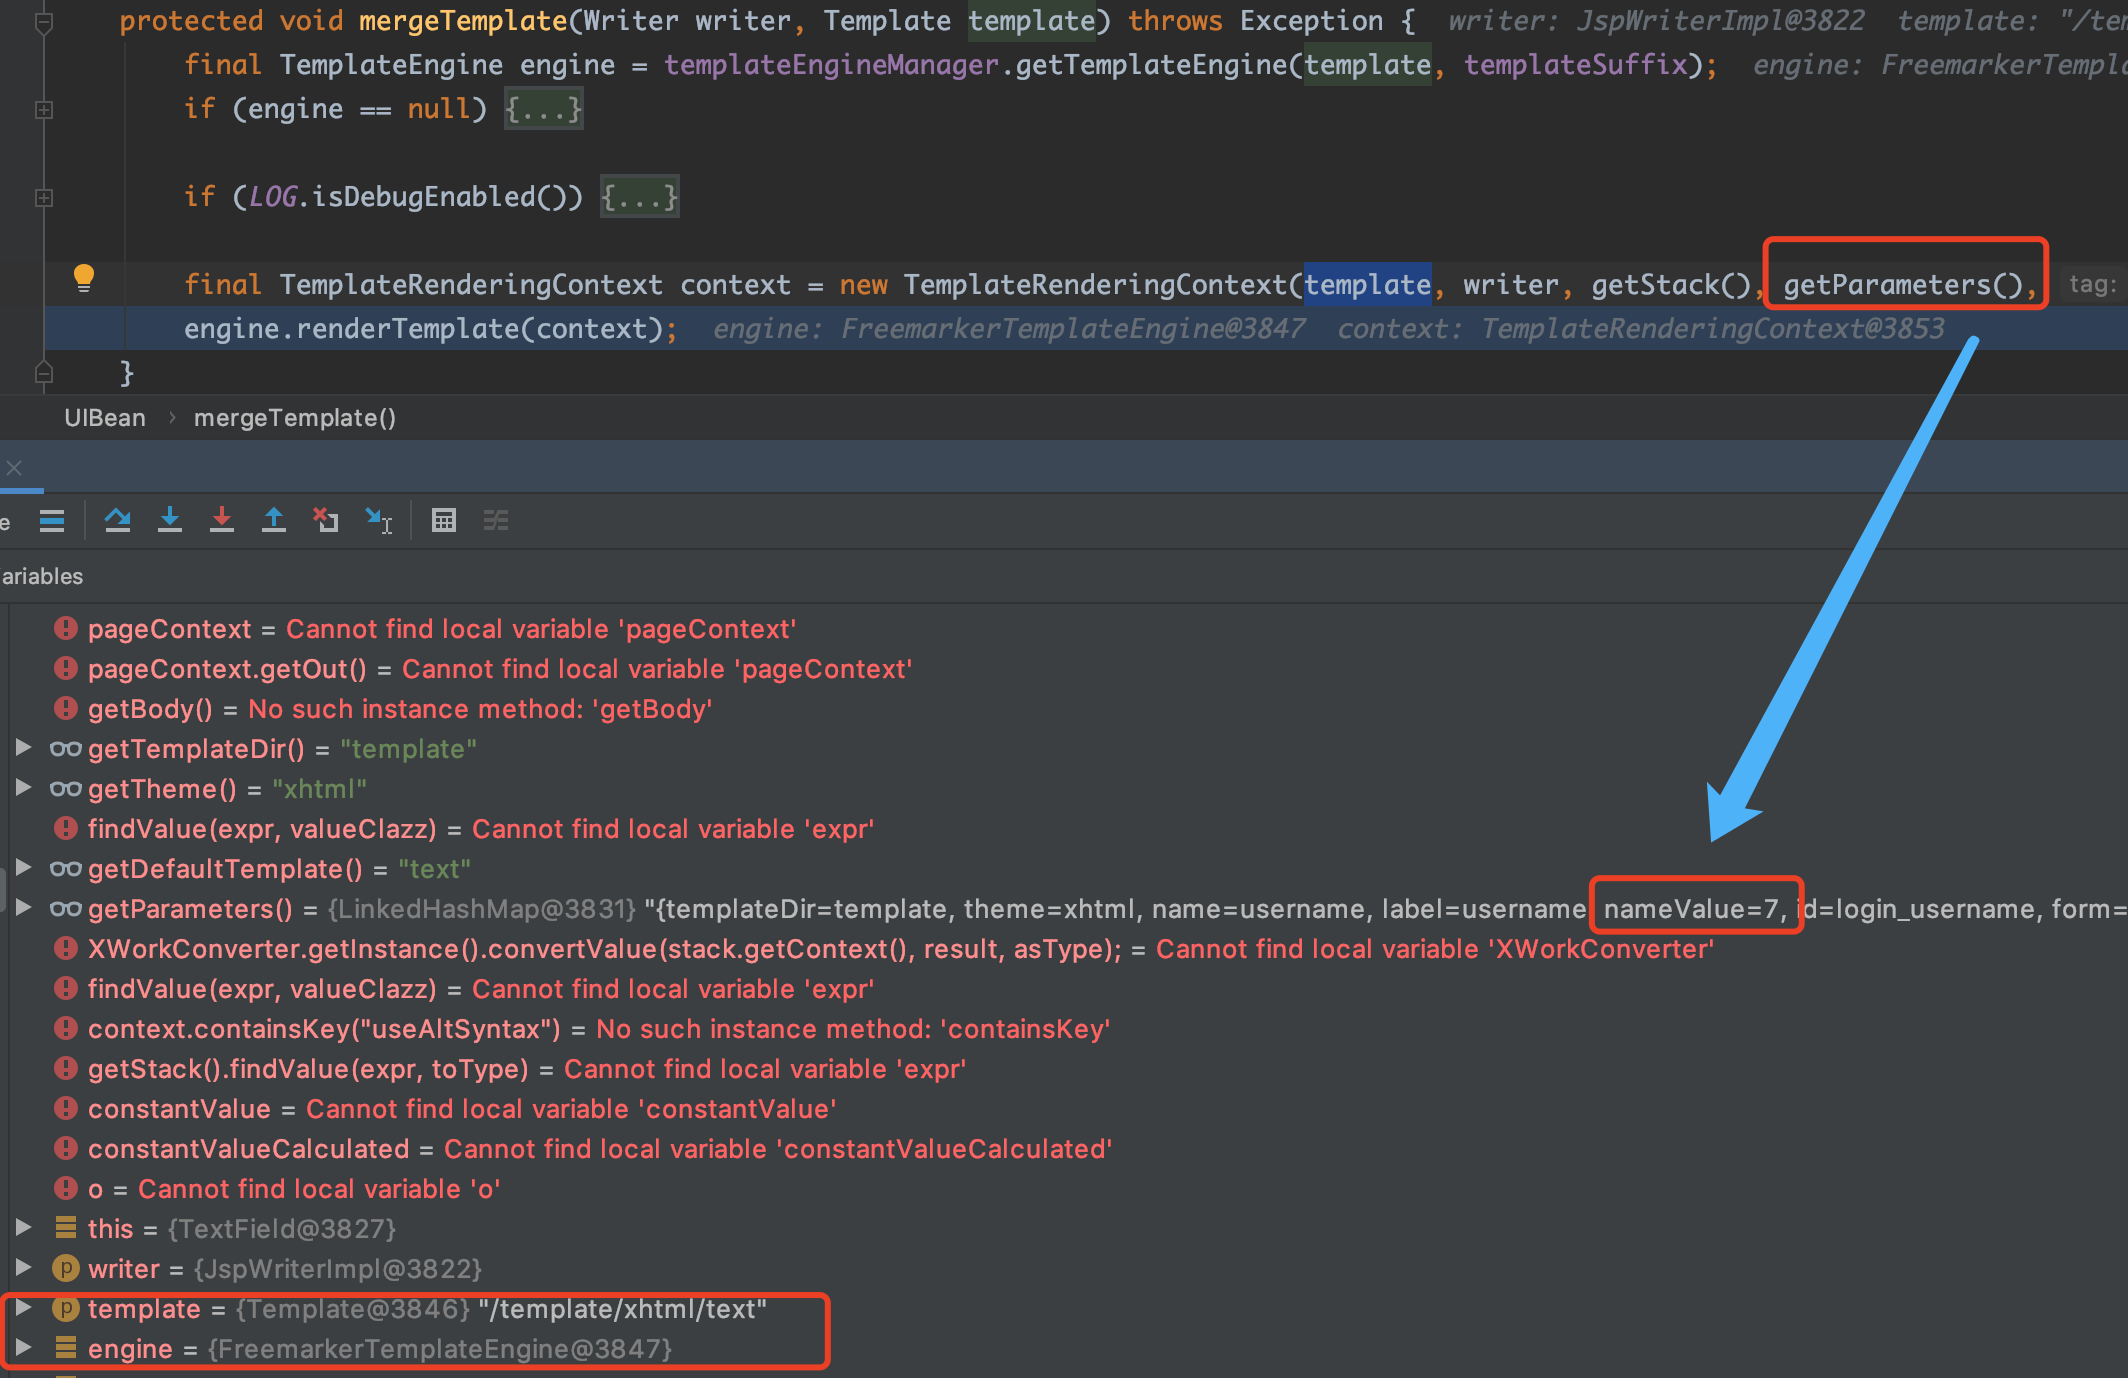 protected void mergeTemplate(Writer writer, Template template) throws Exception { writer: JspWriterImpl@3822 template: "/tem
final TemplateEngine engine = templateEngineManager.getTemplateEngine(template, templateSuffix); engine: FreemarkerTempla
if (engine == null) {...}
if (LOG.isDebugEnabled()) {...}
final TemplateRenderingContext context = new TemplateRenderingContext(template, writer, getStack(), getParameters(), tag:
engine.renderTemplate(context); engine: FreemarkerTemplateEngine@3847 context: TemplateRenderingContext@3853
}
UIBean › mergeTemplate()
e
ariables
pageContext = Cannot find local variable 'pageContext'
pageContext.getOut() = Cannot find local variable 'pageContext'
getBody() = No such instance method: 'getBody'
getTemplateDir() = "template"
getTheme() = "xhtml"
findValue(expr, valueClazz) = Cannot find local variable 'expr'
getDefaultTemplate() = "text"
getParameters() = {LinkedHashMap@3831} "{templateDir=template, theme=xhtml, name=username, label=username, nameValue=7, id=login_username, form=
XWorkConverter.getInstance().convertValue(stack.getContext(), result, asType); = Cannot find local variable 'XWorkConverter'
findValue(expr, valueClazz) = Cannot find local variable 'expr'
context.containsKey("useAltSyntax") = No such instance method: 'containsKey'
getStack().findValue(expr, toType) = Cannot find local variable 'expr'
constantValue = Cannot find local variable 'constantValue'
constantValueCalculated = Cannot find local variable 'constantValueCalculated'
o = Cannot find local variable 'o'
this = {TextField@3827}
writer = {JspWriterImpl@3822}
template = {Template@3846} "/template/xhtml/text"
engine = {FreemarkerTemplateEngine@3847}